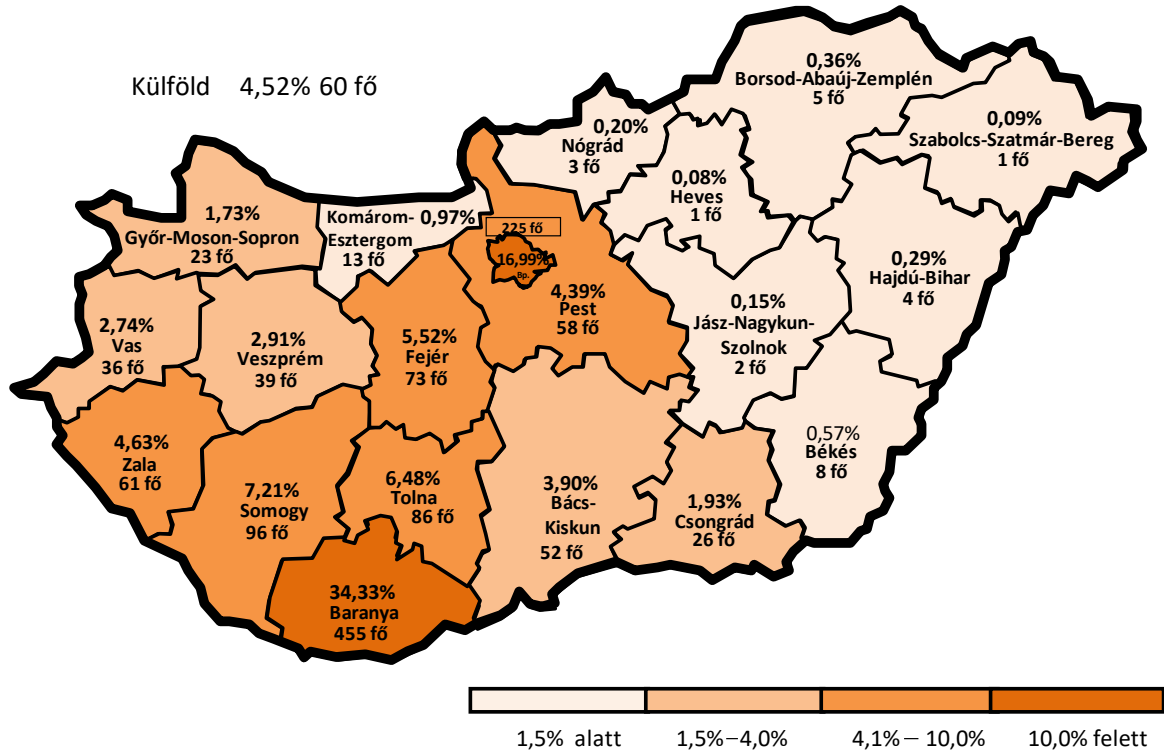 Külföld 4,52% 60 fő
0,36%
Borsod-Abaúj-Zemplén
5 fő
0,09%
Szabolcs-Szatmár-Bereg
1 fő
0,20%
Nógrád
3 fő
0,08%
Heves
1 fő
1,73%
Győr-Moson-Sopron
23 fő
Komárom- 0,97%
Esztergom
13 fő
225 fő
16,99%
Bp.
4,39%
Pest
58 fő
0,29%
Hajdú-Bihar
4 fő
0,15%
Jász-Nagykun-
Szolnok
2 fő
2,74%
Vas
36 fő
2,91%
Veszprém
39 fő
5,52%
Fejér
73 fő
4,63%
Zala
61 fő
7,21%
Somogy
96 fő
6,48%
Tolna
86 fő
3,90%
Bács-
Kiskun
52 fő
1,93%
Csongrád
26 fő
0,57%
Békés
8 fő
34,33%
Baranya
455 fő
1,5% alatt 1,5%–4,0% 4,1% – 10,0% 10,0% felett